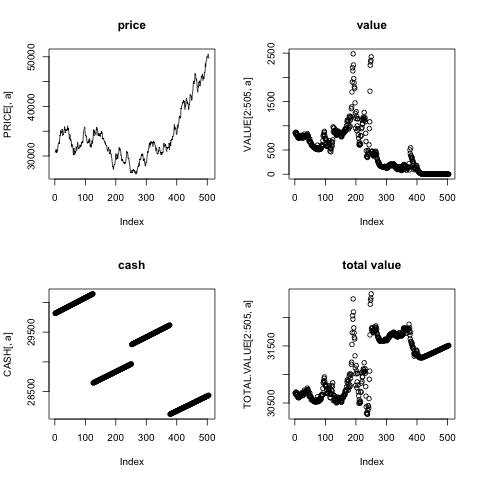 price
PRICE[, a]
30000 40000 50000
0 100 200 300 400 500
Index
value
VALUE[2:505, a]
0 500 1500 2500
0 100 200 300 400 500
Index
cash
CASH[, a]
28500 29500
0 100 200 300 400 500
Index
total value
TOTAL.VALUE[2:505, a]
30500 31500
0 100 200 300 400 500
Index